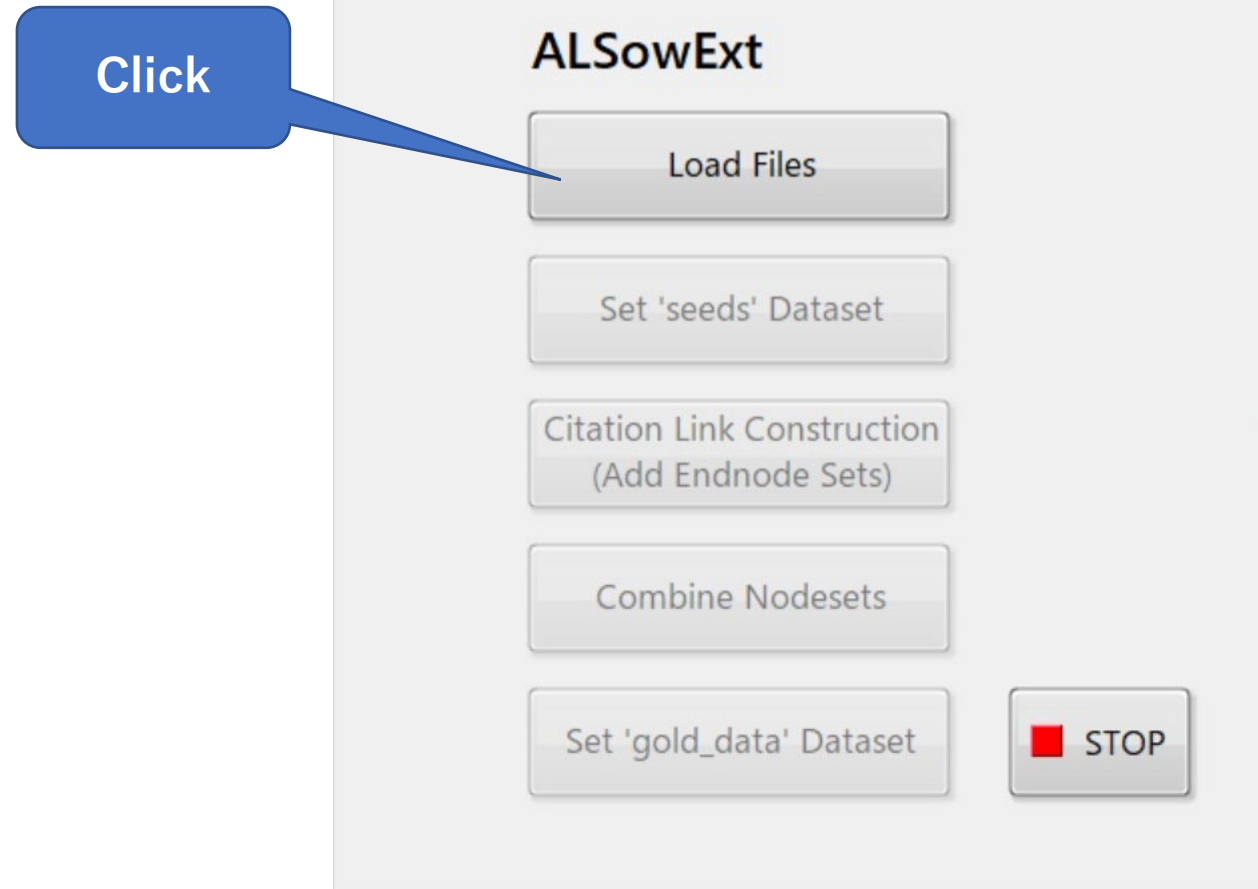 Click
ALSowExt
Load Files
Set 'seeds' Dataset
Citation Link Construction
(Add Endnode Sets)
Combine Nodesets
Set 'gold_data' Dataset
STOP